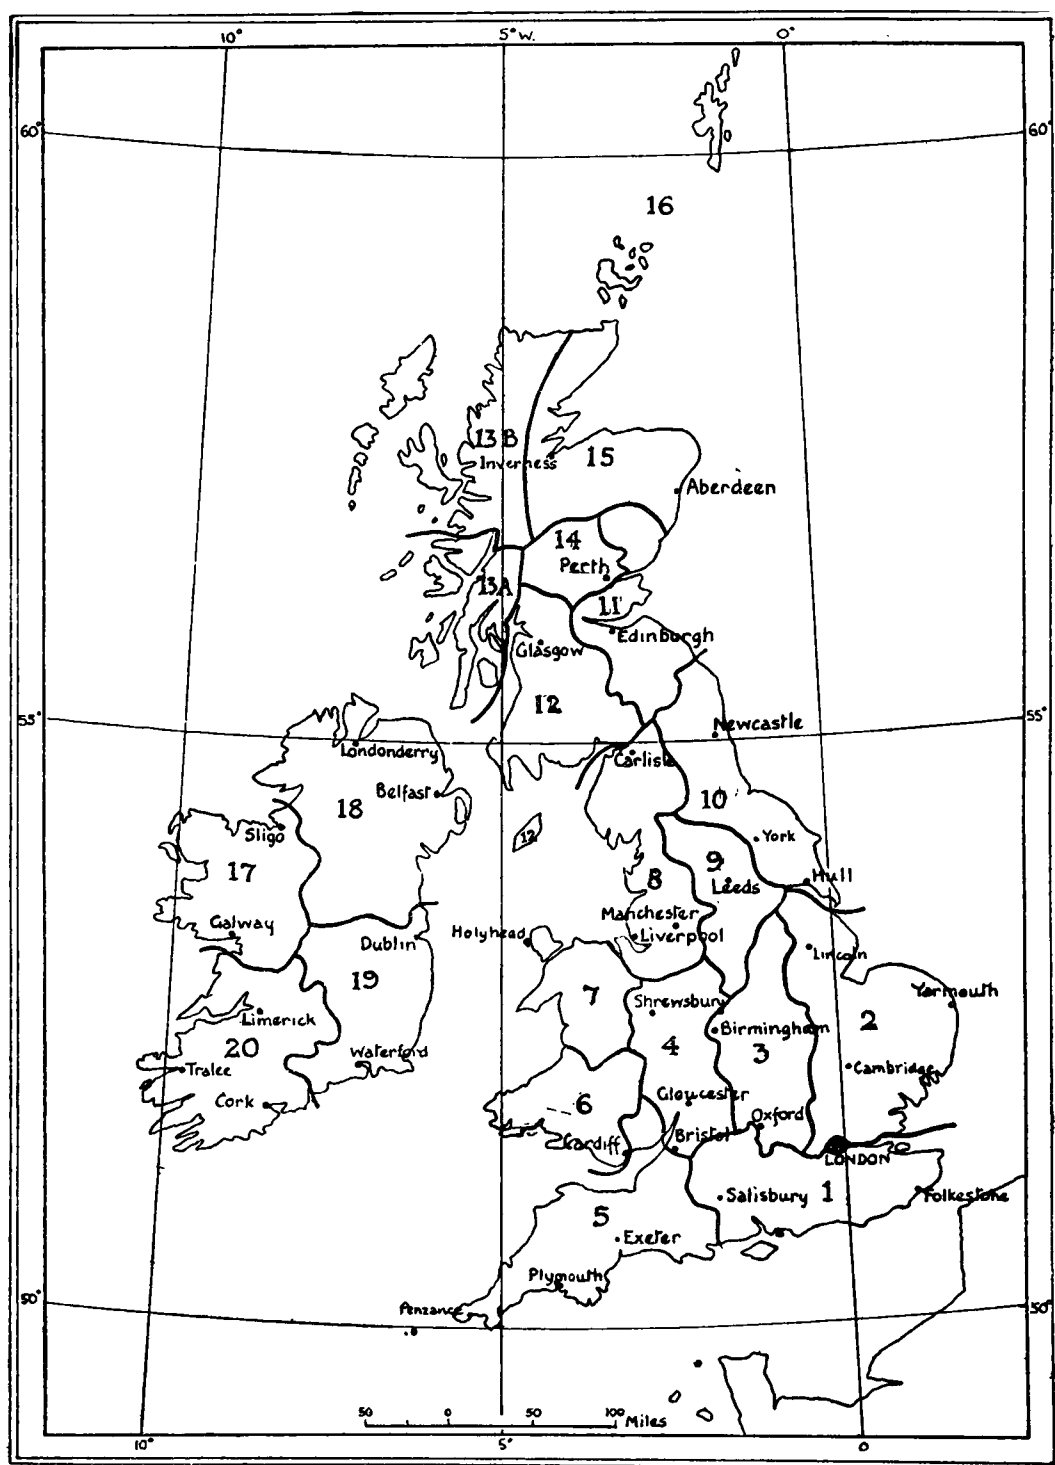 10° 5° W. 0°
60° 60°
16
13B
Inverness
15
Aberdeen
14
Perth
13A
11
Edinburgh
Glasgow
12
55° 55°
Newcastle
Londonderry
Carlisle
Belfast
18
10
Sligo
12
York
17
9
8
Leeds
Hull
Manchester
Galway
Holyhead
Liverpool
Dublin
Lincoln
19
7
Shrewsbury
Yarmouth
Limerick
2
Birmingham
20
4
3
Waterford
Tralee
Cambridge
Gloucester
Cork
6
Oxford
Cardiff
Bristol
LONDON
Salisbury
1
Folkestone
5
Exeter
Plymouth
50° 50°
Penzance
50 0 50 100 Miles
10° 5° 0